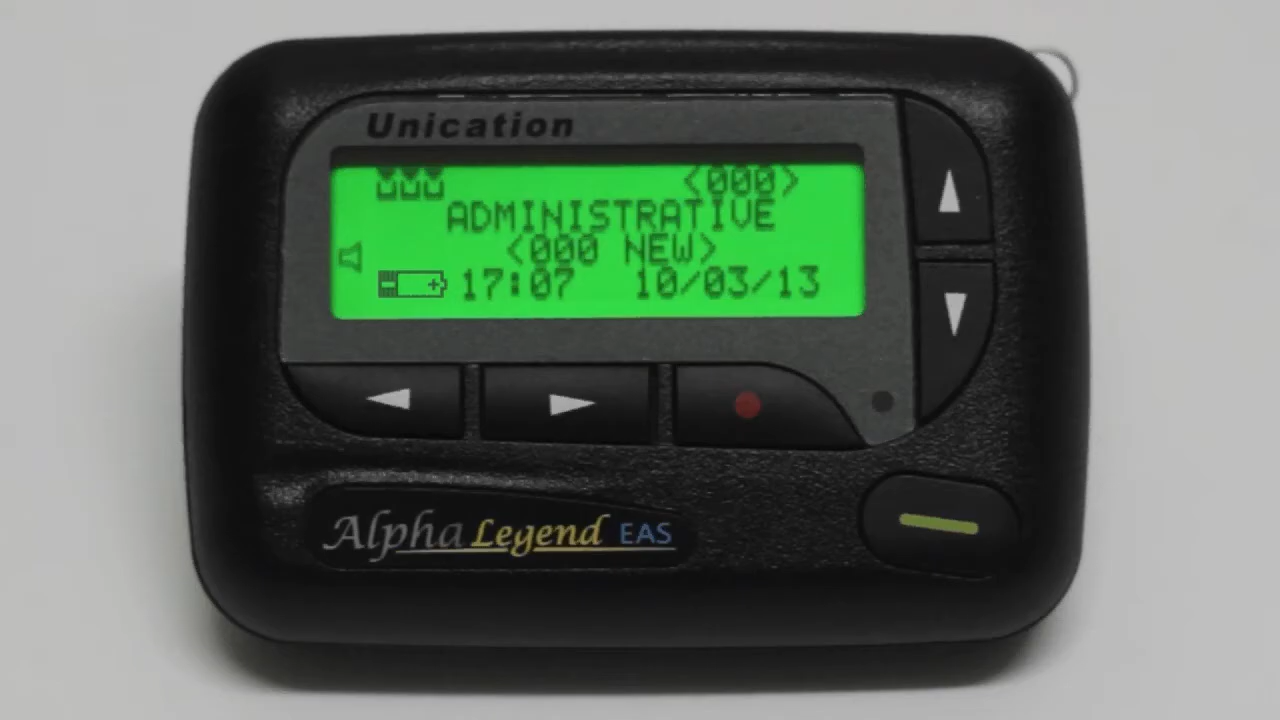 Unication
<000>
ADMINISTRATIVE
<000 NEW>
17:07 10/03/13
Alpha Legend EAS